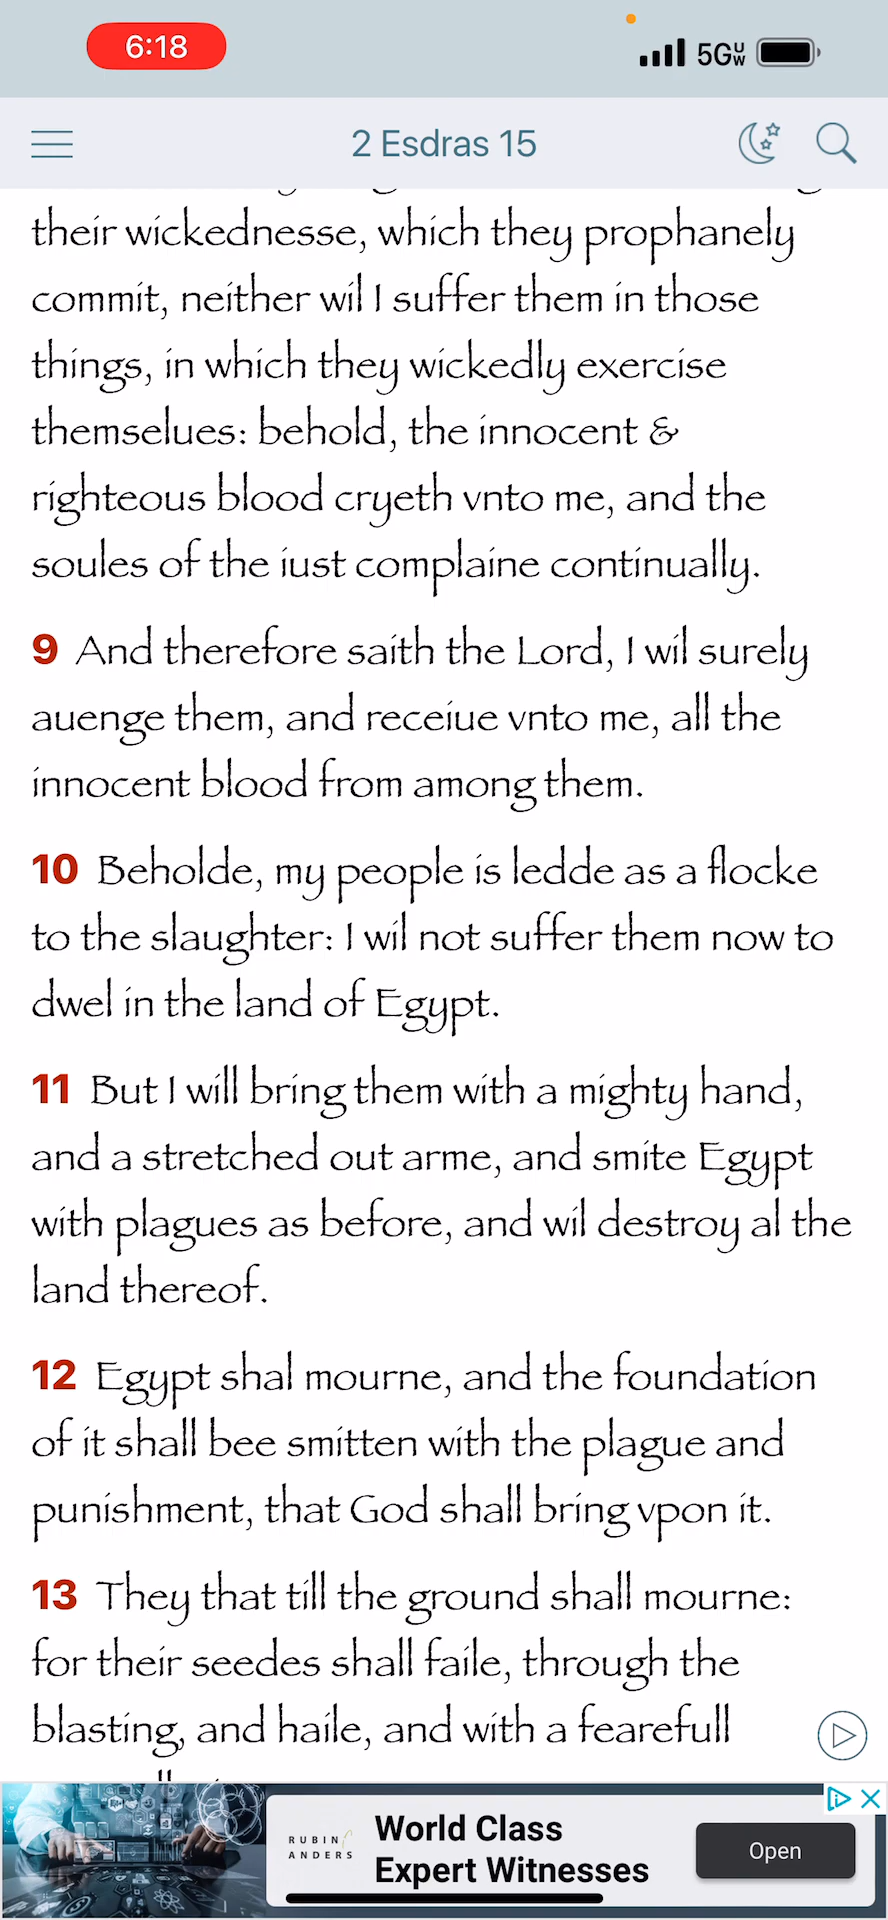 6:18
5GUW
2 Esdras 15
their wickednesse, which they prophanely
commit, neither wil I suffer them in those
things, in which they wickedly exercise
themselues: behold, the innocent &
righteous blood cryeth vnto me, and the
soules of the iust complaine continually.
9 And therefore saith the Lord, I wil surely
auenge them, and receiue vnto me, all the
innocent blood from among them.
10 Beholde, my people is ledde as a flocke
to the slaughter: I wil not suffer them now to
dwel in the land of Egypt.
11 But I will bring them with a mighty hand,
and a stretched out arme, and smite Egypt
with plagues as before, and wil destroy al the
land thereof.
12 Egypt shal mourne, and the foundation
of it shall bee smitten with the plague and
punishment, that God shall bring vpon it.
13 They that till the ground shall mourne:
for their seedes shall faile, through the
blasting, and haile, and with a fearefull
RUBIN
ANDERS
World Class
Expert Witnesses
Open